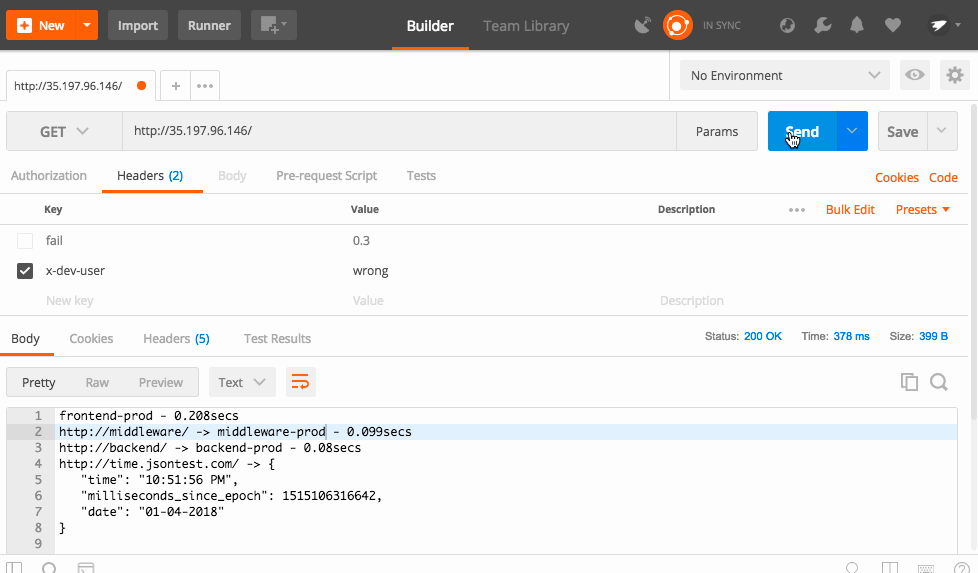 New Import Runner Builder Team Library IN SYNC
http://35.197.96.146/ + No Environment
GET http://35.197.96.146/ Params Send Save
Authorization Headers (2) Body Pre-request Script Tests Cookies Code
Key Value Description Bulk Edit Presets
fail 0.3
x-dev-user wrong
New key Value Description
Body Cookies Headers (5) Test Results Status: 200 OK Time: 378 ms Size: 399 B
Pretty Raw Preview Text
1 frontend-prod - 0.208secs
2 http://middleware/ -> middleware-prod - 0.099secs
3 http://backend/ -> backend-prod - 0.08secs
4 http://time.jsontest.com/ -> {
5 "time": "10:51:56 PM",
6 "milliseconds_since_epoch": 1515106316642,
7 "date": "01-04-2018"
8 }
9